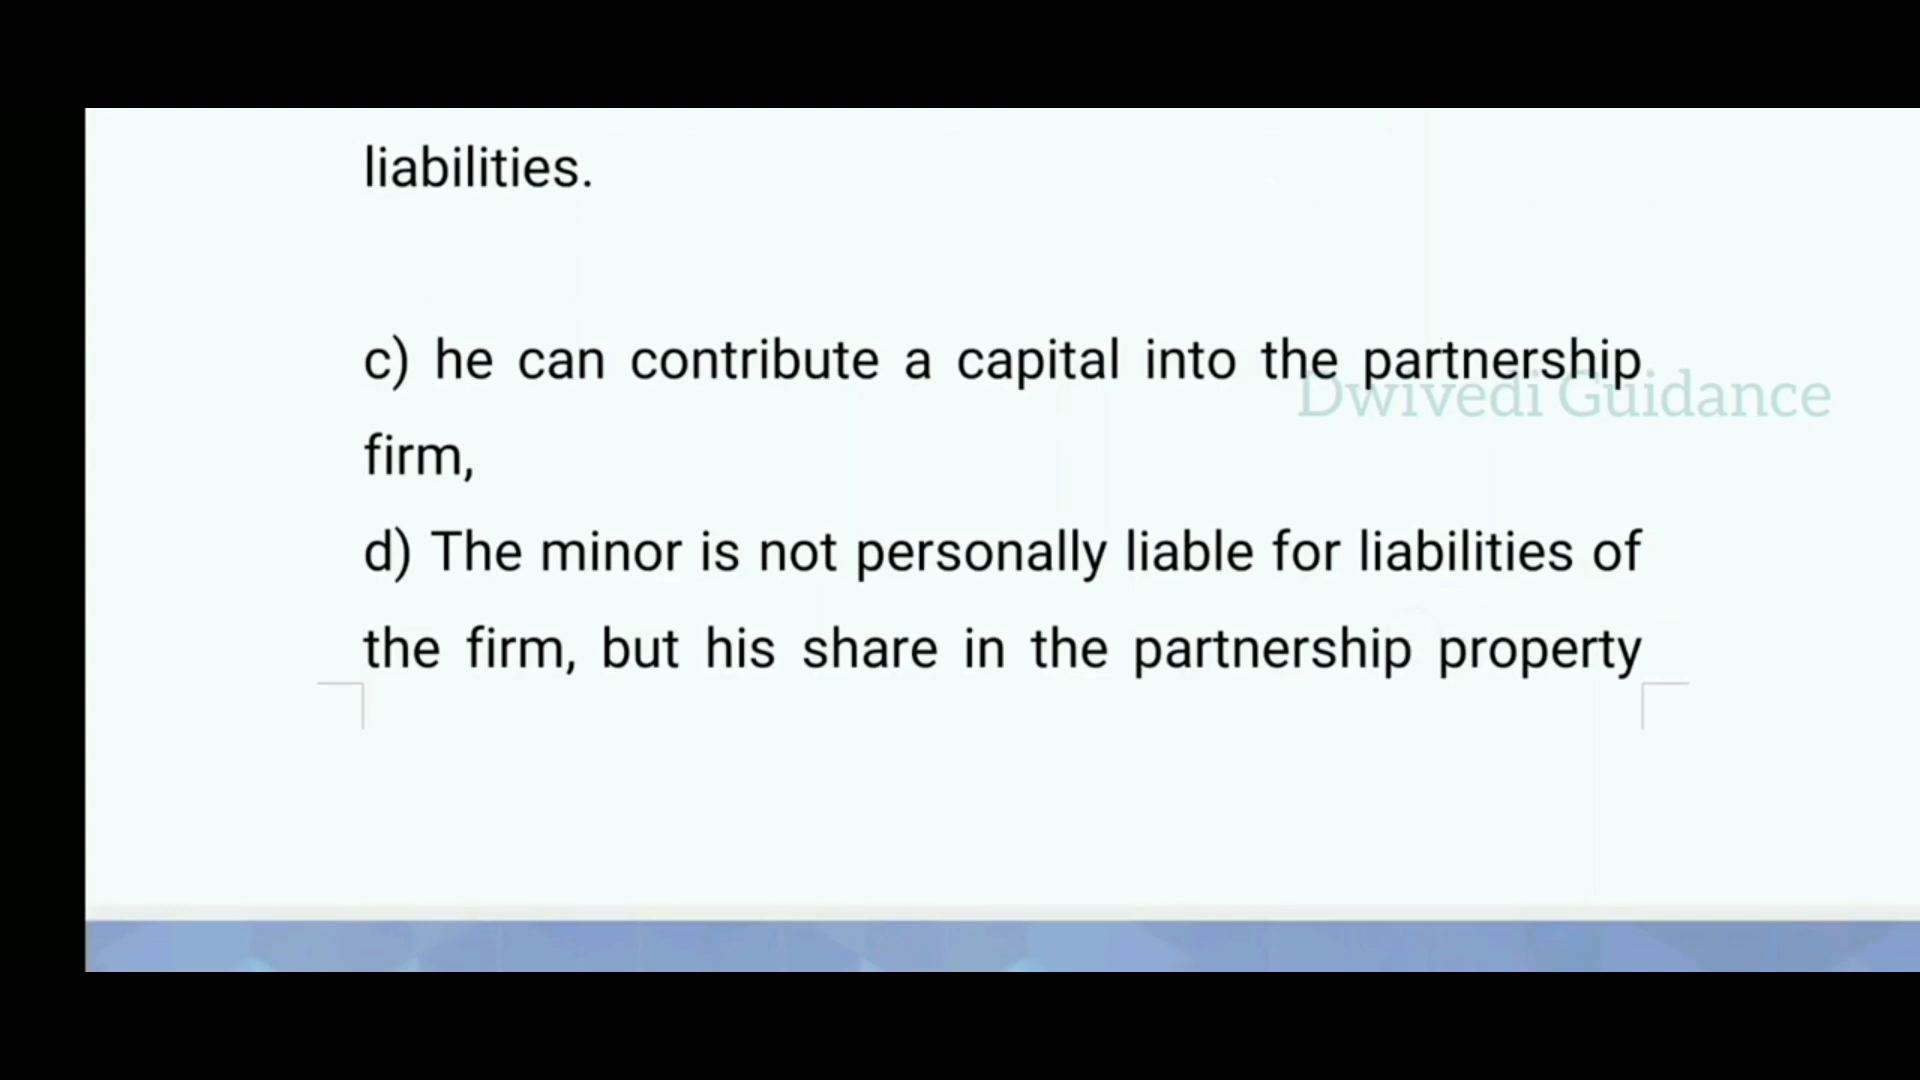 liabilities.
c) he can contribute a capital into the partnership
Dwivedi Guidance
firm,
d) The minor is not personally liable for liabilities of
the firm, but his share in the partnership property